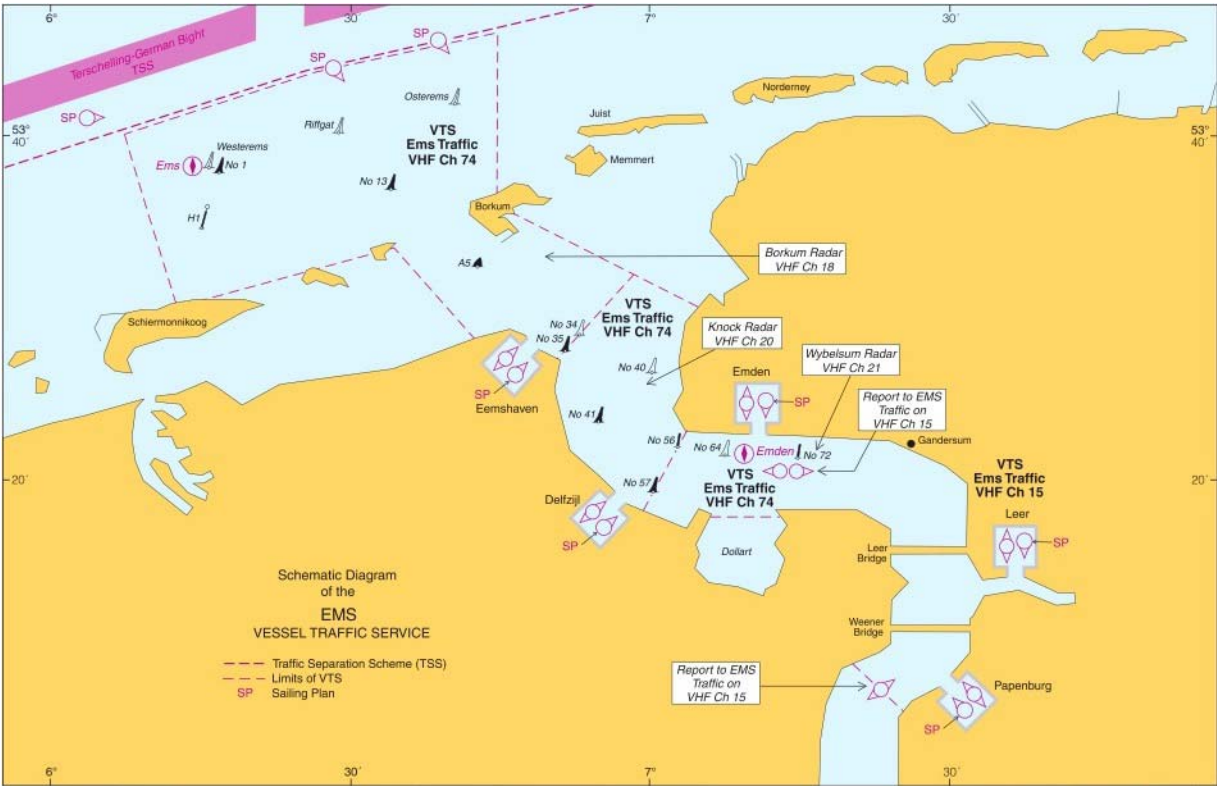 6°
30´
7°
30´
Terschelling-German Bight
TSS
SP
SP
SP
53°
40´
53°
40´
Osterems
Riffgat
VTS
Ems Traffic
VHF Ch 74
Westerems
Ems
No 1
No 13
H1
Juist
Norderney
Memmert
Borkum
A5
Borkum Radar
VHF Ch 18
Schiermonnikoog
VTS
Ems Traffic
VHF Ch 74
No 34
No 35
Knock Radar
VHF Ch 20
No 40
Wybelsum Radar
VHF Ch 21
SP
Eemshaven
Emden
SP
Report to EMS
Traffic on
VHF Ch 15
No 41
No 56
No 64
Emden
No 72
Gandersum
20´
20´
No 57
VTS
Ems Traffic
VHF Ch 74
VTS
Ems Traffic
VHF Ch 15
Delfzijl
SP
Leer
SP
Dollart
Leer
Bridge
Schematic Diagram
of the
EMS
VESSEL TRAFFIC SERVICE
Traffic Separation Scheme (TSS)
Limits of VTS
SP
Sailing Plan
Weener
Bridge
Report to EMS
Traffic on
VHF Ch 15
Papenburg
SP
6°
30´
7°
30´